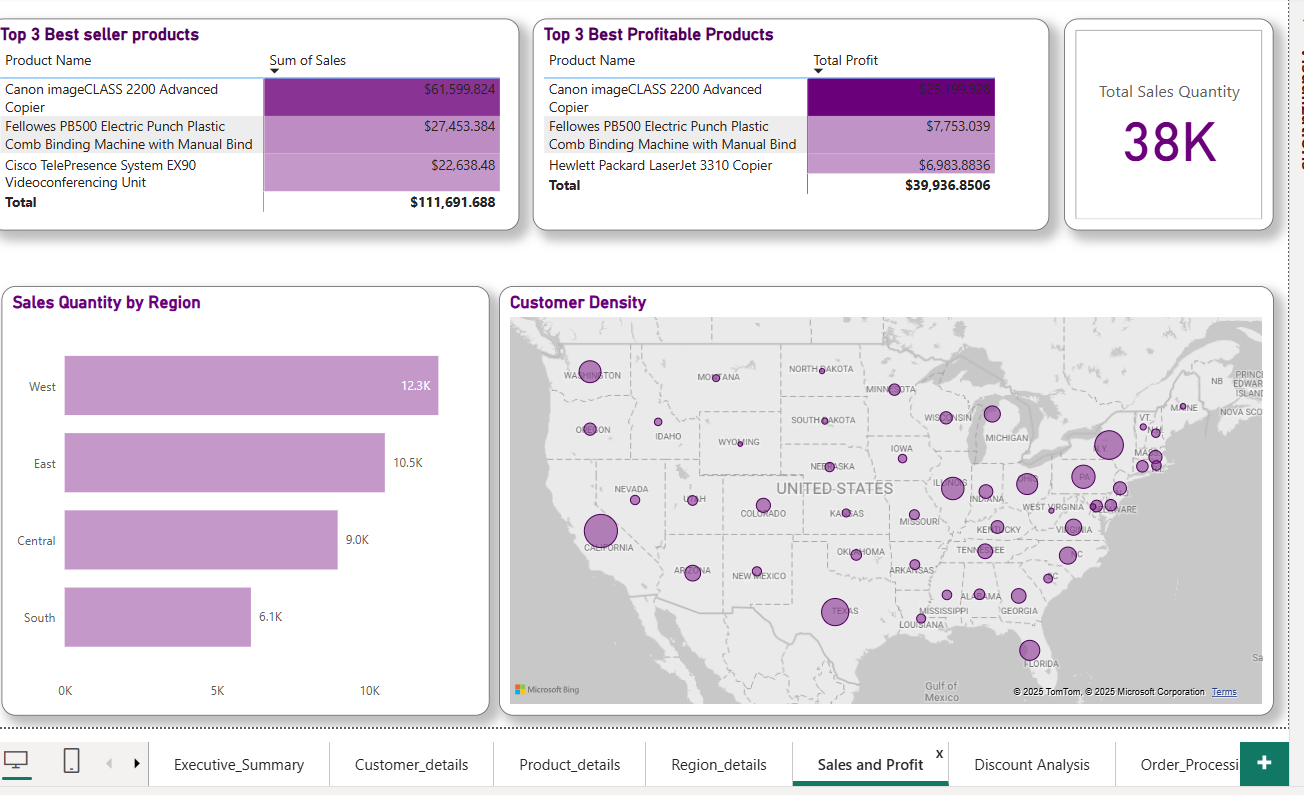 Top 3 Best seller products
Product Name Sum of Sales
Canon imageCLASS 2200 Advanced
Copier
$61,599.824
Fellowes PB500 Electric Punch Plastic
Comb Binding Machine with Manual Bind
$27,453.384
Cisco TelePresence System EX90
Videoconferencing Unit
$22,638.48
Total $111,691.688
Top 3 Best Profitable Products
Product Name Total Profit
Canon imageCLASS 2200 Advanced
Copier
$25,199.928
Fellowes PB500 Electric Punch Plastic
Comb Binding Machine with Manual Bind
$7,753.039
Hewlett Packard LaserJet 3310 Copier $6,983.8836
Total $39,936.8506
Total Sales Quantity
38K
Sales Quantity by Region
West 12.3K
East 10.5K
Central 9.0K
South 6.1K
0K 5K 10K
Customer Density
WASHINGTON
MONTANA
NORTH DAKOTA
MINNESOTA
NB
PRINCE
EDWARD
ISLAND
NOVA SCO
MAINE
VT.
OREGON
IDAHO
WYOMING
SOUTH DAKOTA
WISCONSIN
MICHIGAN
N.Y.
IOWA
NEBRASKA
NEVADA
UTAH
COLORADO
UNITED STATES
KANSAS
ILLINOIS
INDIANA
OHIO
PA
WEST VIRGINIA
DELAWARE
VIRGINIA
MISSOURI
KENTUCKY
CALIFORNIA
ARIZONA
NEW MEXICO
OKLAHOMA
ARKANSAS
TENNESSEE
NC
SC
TEXAS
LOUISIANA
MISSISSIPPI
ALABAMA
GEORGIA
FLORIDA
Gulf of
Mexico
Sa
Microsoft Bing
© 2025 TomTom, © 2025 Microsoft Corporation Terms
Executive_Summary
Customer_details
Product_details
Region_details
Sales and Profit
x
Discount Analysis
Order_Processi
+